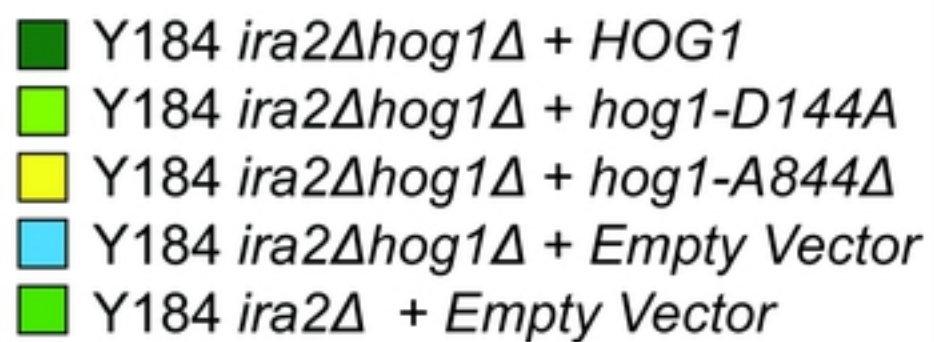 Y184 ira2Δhog1Δ + HOG1
Y184 ira2Δhog1Δ + hog1-D144A
Y184 ira2Δhog1Δ + hog1-A844Δ
Y184 ira2Δhog1Δ + Empty Vector
Y184 ira2Δ + Empty Vector